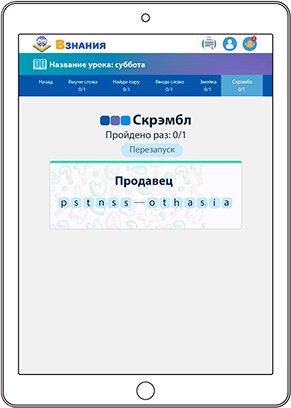 Взнания
Название урока: суббота
Назад
Выучи слова 0/1
Найди пару 0/1
Введи слово 0/1
Змейка 0/1
Скрэмбл 0/1
Скрэмбл
Пройдено раз: 0/1
Перезапуск
Продавец
p s t n s s — o t h a s i a